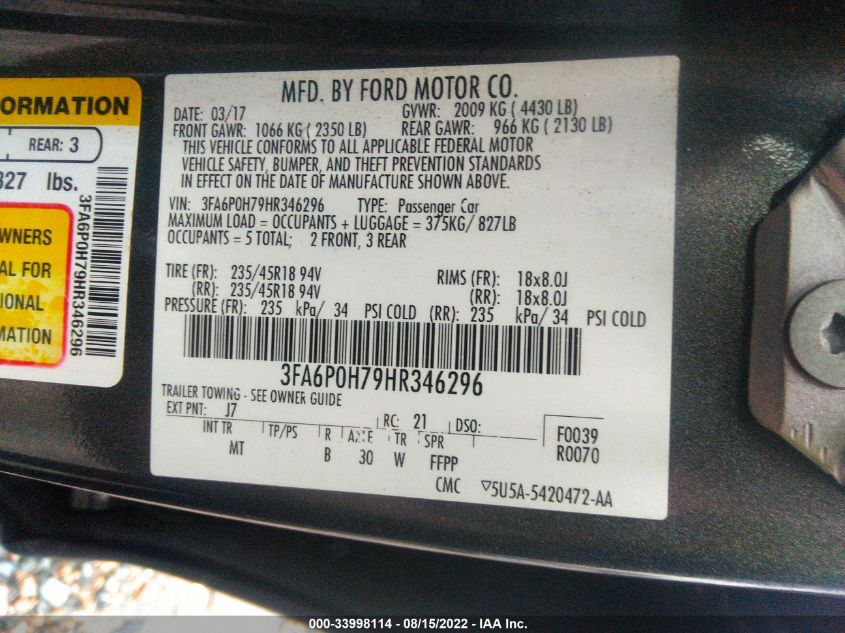 ORMATION
REAR: 3
327 lbs.
3FA6P0H79HR346296
WNERS
AL FOR
IONAL
MATION
MFD. BY FORD MOTOR CO.
DATE: 03/17 GVWR: 2009 KG ( 4430 LB)
FRONT GAWR: 1066 KG ( 2350 LB) REAR GAWR: 966 KG ( 2130 LB)
THIS VEHICLE CONFORMS TO ALL APPLICABLE FEDERAL MOTOR
VEHICLE SAFETY, BUMPER, AND THEFT PREVENTION STANDARDS
IN EFFECT ON THE DATE OF MANUFACTURE SHOWN ABOVE.
VIN: 3FA6P0H79HR346296 TYPE: Passenger Car
MAXIMUM LOAD = OCCUPANTS + LUGGAGE = 375KG/ 827LB
OCCUPANTS = 5 TOTAL; 2 FRONT, 3 REAR
TIRE (FR): 235/45R18 94V RIMS (FR): 18x8.0J
(RR): 235/45R18 94V (RR): 18x8.0J
PRESSURE (FR): 235 kPa/ 34 PSI COLD (RR): 235 kPa/ 34 PSI COLD
3FA6P0H79HR346296
TRAILER TOWING - SEE OWNER GUIDE
EXT PNT: J7 RC: 21 DSO: F0039
INT TR TP/PS R AXLE TR SPR R0070
MT B 30 W FFPP
CMC 5U5A-5420472-AA
000-33998114 - 08/15/2022 - IAA Inc.